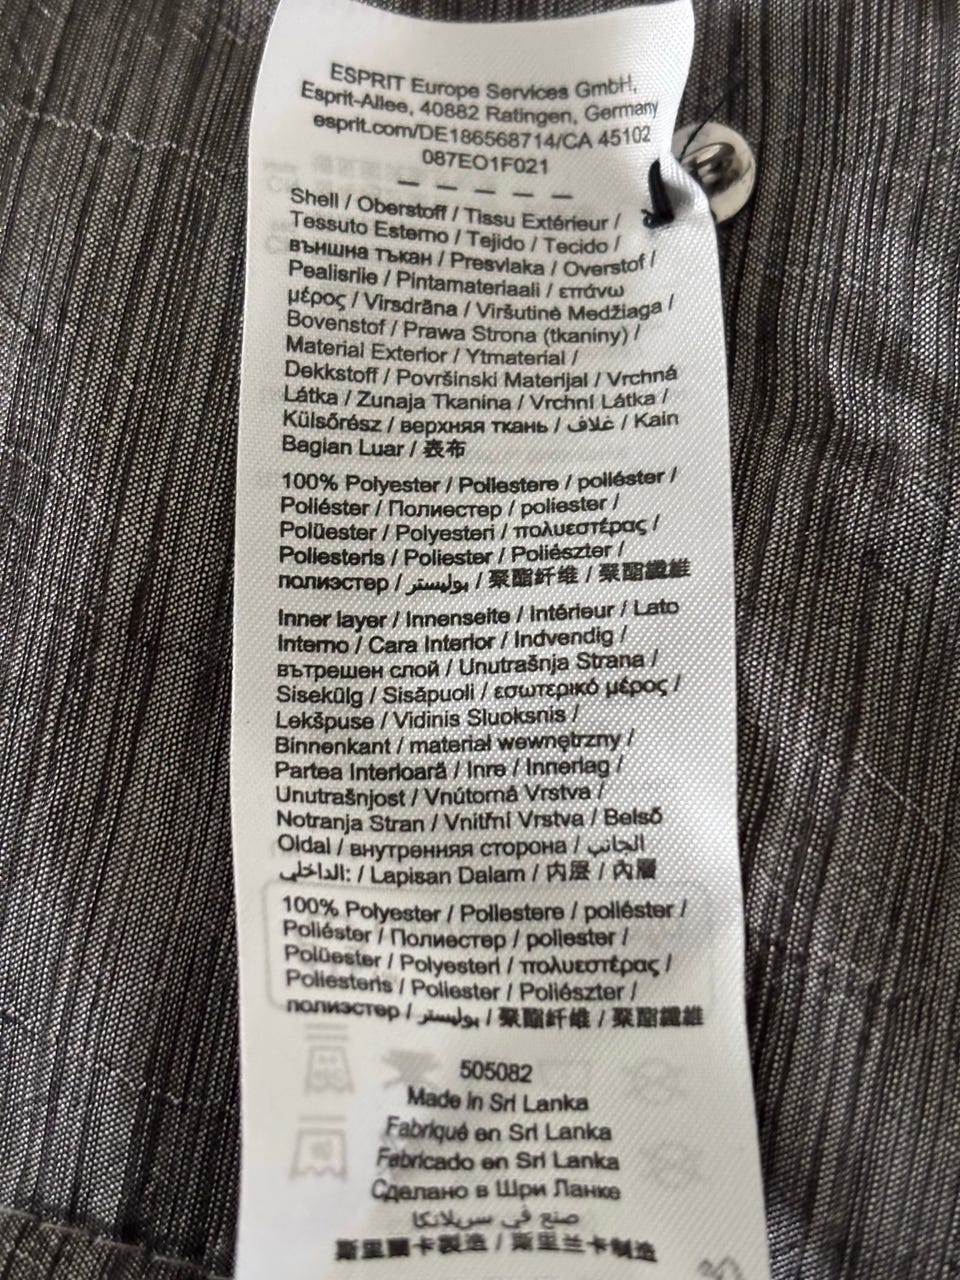 ESPRIT Europe Services GmbH,
Esprit-Allee, 40882 Ratingen, Germany
esprit.com/DE186568714/CA 45102
087EO1F021
Shell / Oberstoff / Tissu Extérieur /
Tessuto Esterno / Tejido / Tecido /
външна тъкан / Presvlaka / Overstof /
Pealisriie / Pintamateriaali / επάνω
μέρος / Virsdrāna / Viršutinė Medžiaga /
Bovenstof / Prawa Strona (tkaniny) /
Material Exterior / Ytmaterial /
Dekkstoff / Površinski Materijal / Vrchná
Látka / Zunaja Tkanina / Vrchní Látka /
Külsőrész / верхняя ткань / غلاف / Kain
Bagian Luar / 表布
100% Polyester / Poliestere / poliéster /
Poliéster / Полиестер / poliester /
Polüester / Polyesteri / πολυεστέρας /
Poliesteris / Poliester / Poliészter /
полиэстер / بوليستر / 聚酯纤维 / 聚酯纖維
Inner layer / Innenseite / Intérieur / Lato
Interno / Cara Interior / Indvendig /
вътрешен слой / Unutrašnja Strana /
Sisekülg / Sisäpuoli / εσωτερικό μέρος /
Lekšpuse / Vidinis Sluoksnis /
Binnenkant / materiał wewnętrzny /
Partea Interioară / Inre / Innerlag /
Unutrašnjost / Vnútorná Vrstva /
Notranja Stran / Vnitřní Vrstva / Belső
Oldal / внутренняя сторона / الجانب
الداخلي: / Lapisan Dalam / 内层 / 內層
100% Polyester / Poliestere / poliéster /
Poliéster / Полиестер / poliester /
Polüester / Polyesteri / πολυεστέρας /
Poliesteris / Poliester / Poliészter /
полиэстер / بوليستر / 聚酯纤维 / 聚酯纖維
505082
Made in Sri Lanka
Fabriqué en Sri Lanka
Fabricado en Sri Lanka
Сделано в Шри Ланке
صنع في سريلانكا
斯里蘭卡製造 / 斯里兰卡制造